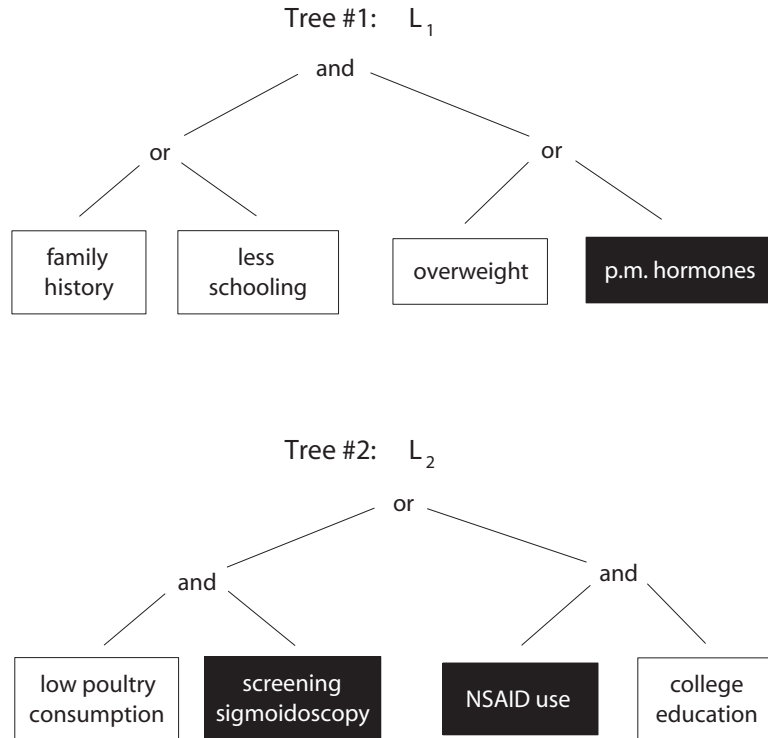 Tree #1: L1
and
or
or
family
history
less
schooling
overweight
p.m. hormones
Tree #2: L2
or
and
and
low poultry
consumption
screening
sigmoidoscopy
NSAID use
college
education